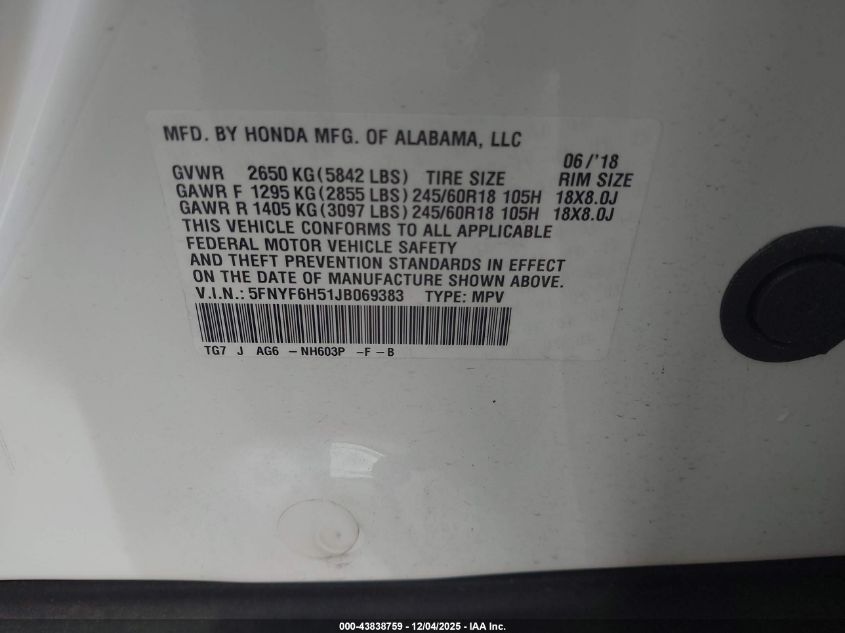 MFD. BY HONDA MFG. OF ALABAMA, LLC
06/'18
GVWR 2650 KG(5842 LBS) TIRE SIZE RIM SIZE
GAWR F 1295 KG(2855 LBS) 245/60R18 105H 18X8.0J
GAWR R 1405 KG(3097 LBS) 245/60R18 105H 18X8.0J
THIS VEHICLE CONFORMS TO ALL APPLICABLE
FEDERAL MOTOR VEHICLE SAFETY
AND THEFT PREVENTION STANDARDS IN EFFECT
ON THE DATE OF MANUFACTURE SHOWN ABOVE.
V.I.N.: 5FNYF6H51JB069383 TYPE: MPV
TG7 J AG6 -NH603P -F-B
000-43838759 - 12/04/2025 - IAA Inc.